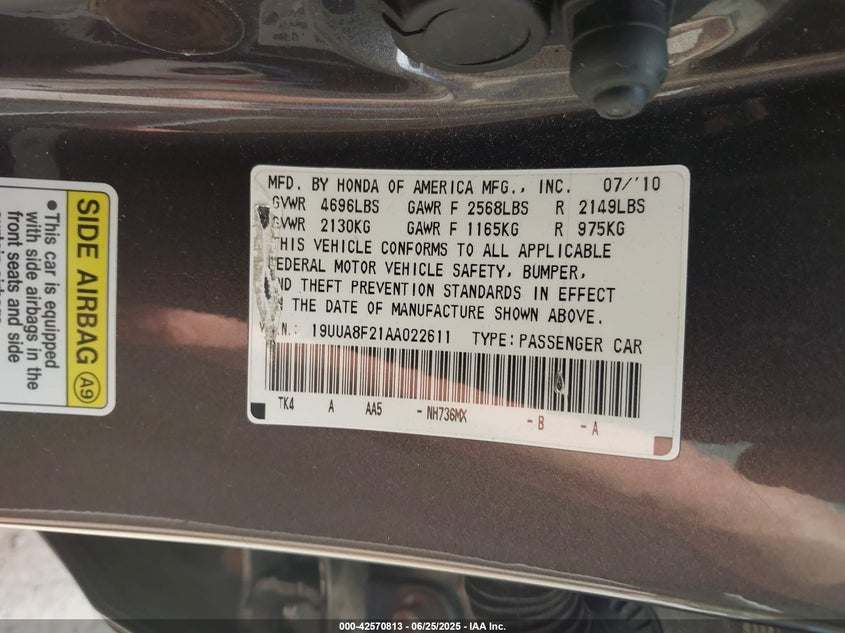 MFD. BY HONDA OF AMERICA MFG., INC. 07/'10
GVWR 4696LBS GAWR F 2568LBS R 2149LBS
GVWR 2130KG GAWR F 1165KG R 975KG
THIS VEHICLE CONFORMS TO ALL APPLICABLE
FEDERAL MOTOR VEHICLE SAFETY, BUMPER,
AND THEFT PREVENTION STANDARDS IN EFFECT
ON THE DATE OF MANUFACTURE SHOWN ABOVE.
V.I.N.: 19UUA8F21AA022611 TYPE: PASSENGER CAR
TK4 A AA5 - NH736MX - B - A
SIDE AIRBAG A9
• This car is equipped
with side airbags in the
front seats and side
000-42570813 - 06/25/2025 - IAA Inc.